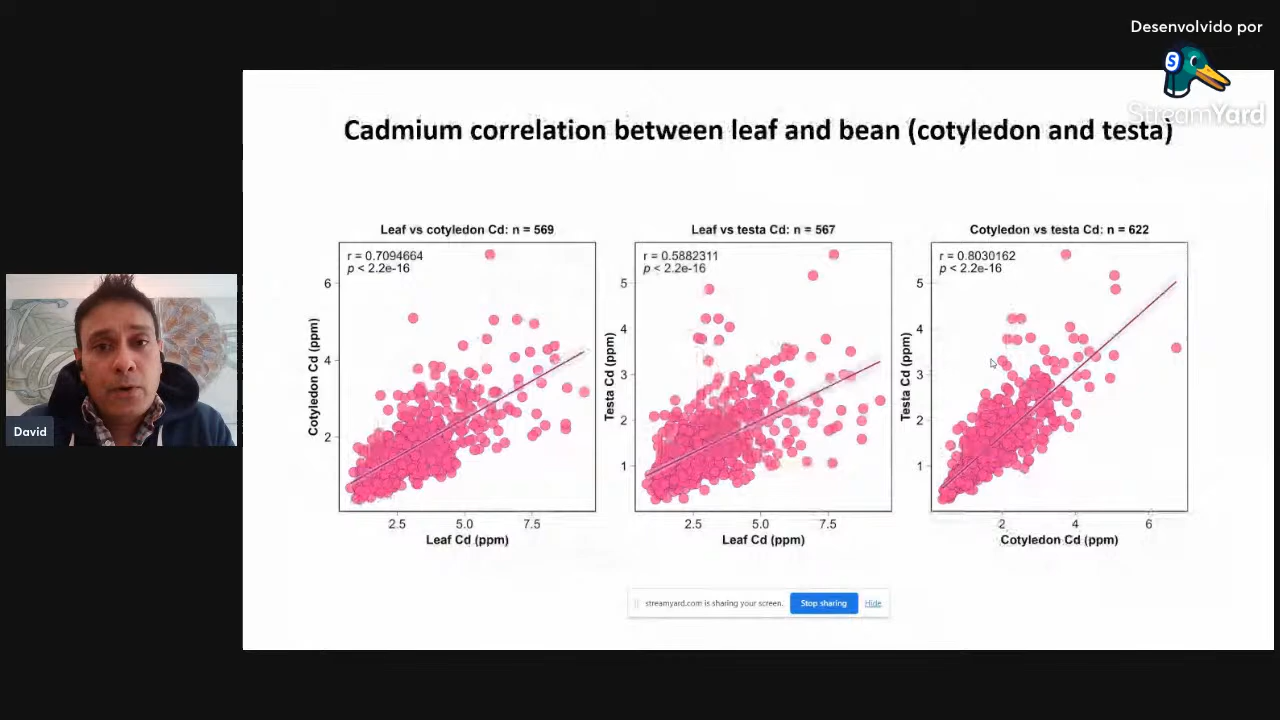 Desenvolvido por
S
StreamYard
Cadmium correlation between leaf and bean (cotyledon and testa)
Leaf vs cotyledon Cd: n = 569
r = 0.7094664
p < 2.2e-16
6
4
2
Cotyledon Cd (ppm)
2.5 5.0 7.5
Leaf Cd (ppm)
Leaf vs testa Cd: n = 567
r = 0.5882311
p < 2.2e-16
5
4
3
2
1
Testa Cd (ppm)
2.5 5.0 7.5
Leaf Cd (ppm)
Cotyledon vs testa Cd: n = 622
r = 0.8030162
p < 2.2e-16
5
4
3
2
1
Testa Cd (ppm)
2 4 6
Cotyledon Cd (ppm)
David
streamyard.com is sharing your screen.
Stop sharing
Hide